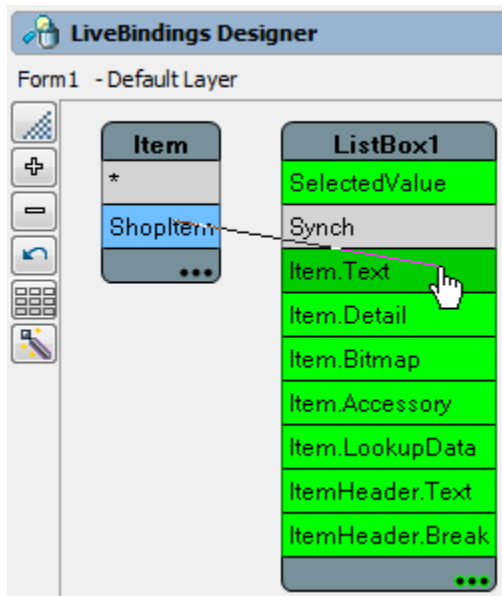 LiveBindings Designer
Form1 - Default Layer
Item
*
ShopItem
ListBox1
SelectedValue
Synch
Item.Text
Item.Detail
Item.Bitmap
Item.Accessory
Item.LookupData
ItemHeader.Text
ItemHeader.Break